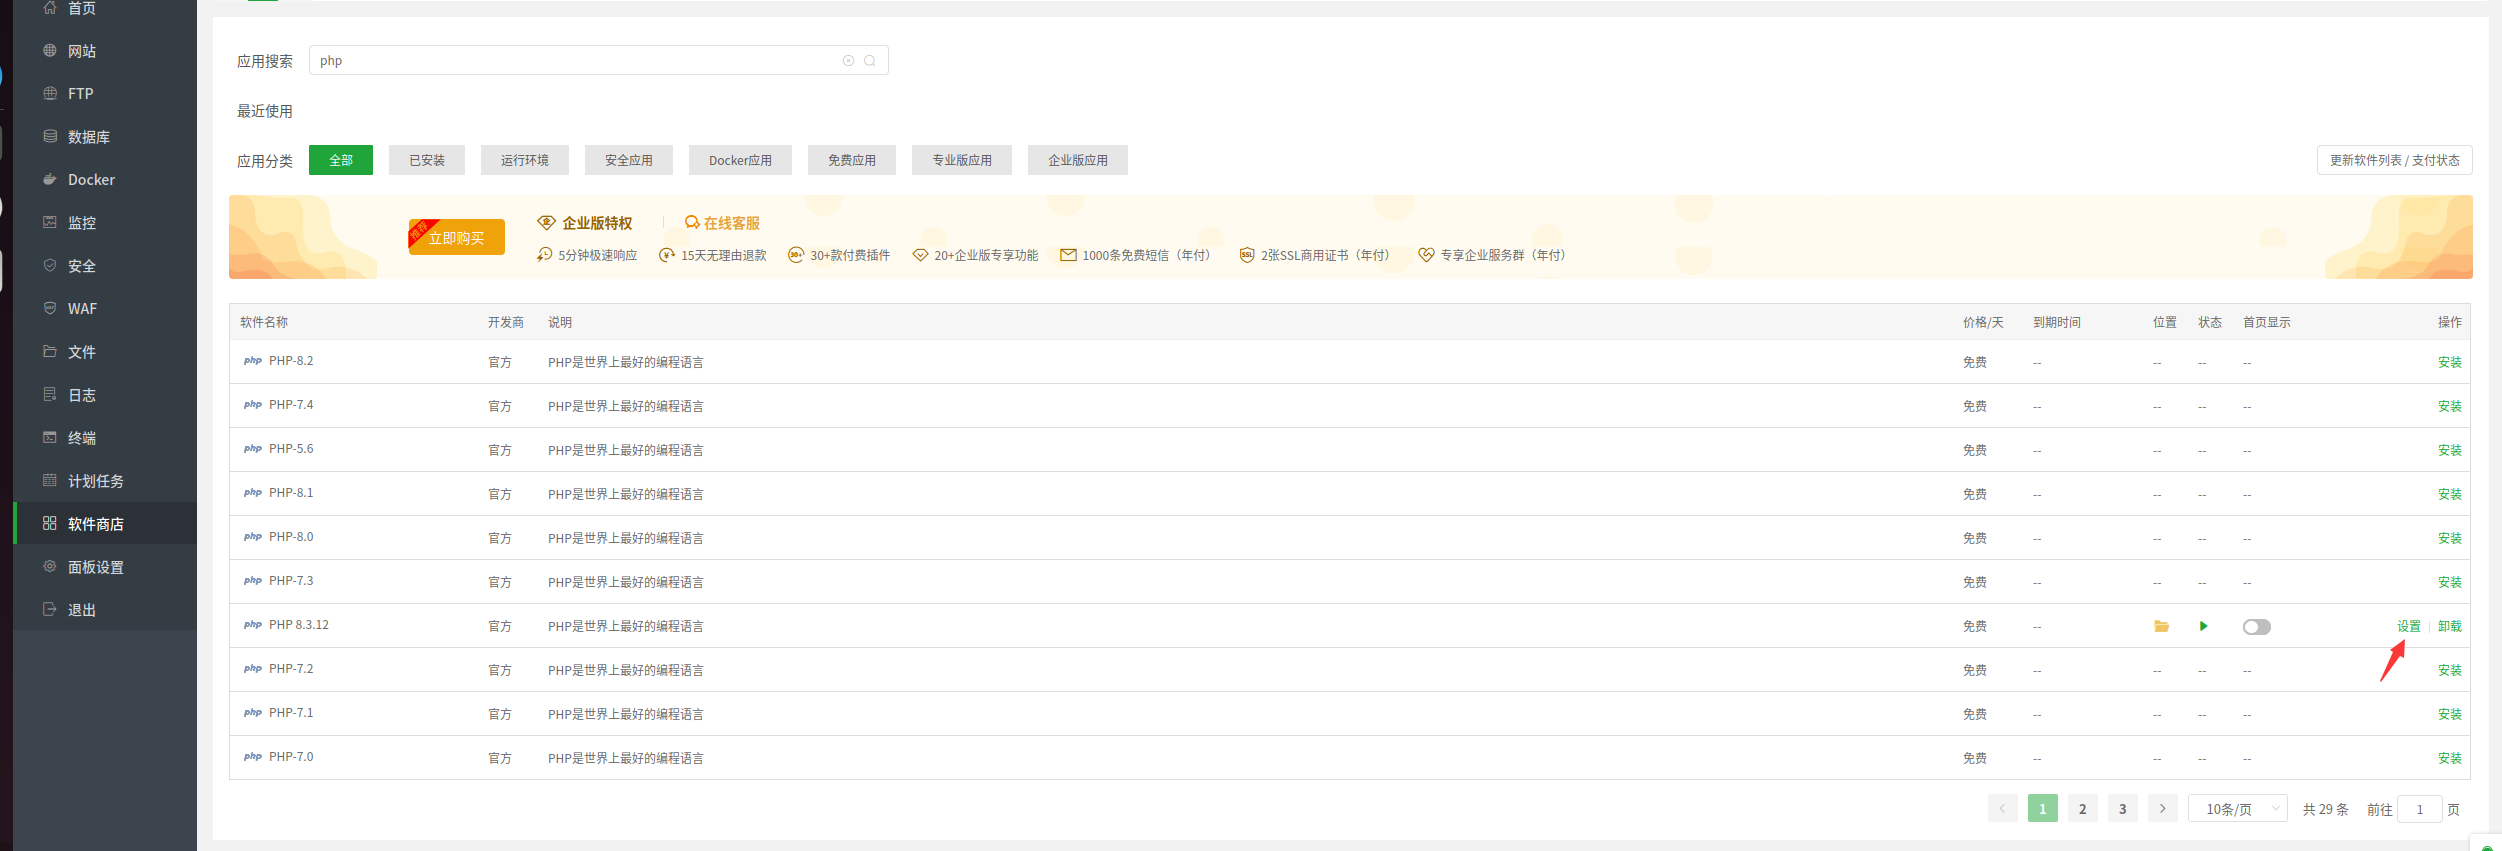 首页
网站
FTP
数据库
Docker
监控
安全
WAF
文件
日志
终端
计划任务
软件商店
面板设置
退出
应用搜索 php
最近使用
应用分类 全部 已安装 运行环境 安全应用 Docker应用 免费应用 专业版应用 企业版应用 更新软件列表 / 支付状态
推荐 立即购买 企业版特权 在线客服
5分钟极速响应 15天无理由退款 30+ 30+款付费插件 20+企业版专享功能 1000条免费短信（年付） SSL 2张SSL商用证书（年付） 专享企业服务群（年付）
软件名称 开发商 说明 价格/天 到期时间 位置 状态 首页显示 操作
php PHP-8.2 官方 PHP是世界上最好的编程语言 免费 -- -- -- -- 安装
php PHP-7.4 官方 PHP是世界上最好的编程语言 免费 -- -- -- -- 安装
php PHP-5.6 官方 PHP是世界上最好的编程语言 免费 -- -- -- -- 安装
php PHP-8.1 官方 PHP是世界上最好的编程语言 免费 -- -- -- -- 安装
php PHP-8.0 官方 PHP是世界上最好的编程语言 免费 -- -- -- -- 安装
php PHP-7.3 官方 PHP是世界上最好的编程语言 免费 -- -- -- -- 安装
php PHP 8.3.12 官方 PHP是世界上最好的编程语言 免费 -- 设置 | 卸载
php PHP-7.2 官方 PHP是世界上最好的编程语言 免费 -- -- -- -- 安装
php PHP-7.1 官方 PHP是世界上最好的编程语言 免费 -- -- -- -- 安装
php PHP-7.0 官方 PHP是世界上最好的编程语言 免费 -- -- -- -- 安装
1 2 3 10条/页 共 29 条 前往 1 页